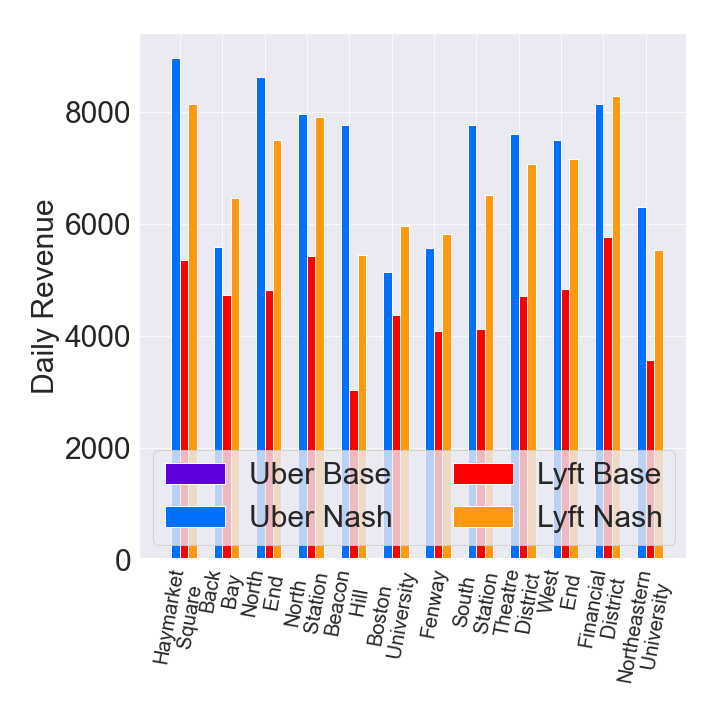 Daily Revenue
8000
6000
4000
2000
0
Uber Base
Uber Nash
Lyft Base
Lyft Nash
Haymarket
Square
Back
Bay
North
End
North
Station
Beacon
Hill
Boston
University
Fenway
South
Station
Theatre
District
West
End
Financial
District
Northeastern
University